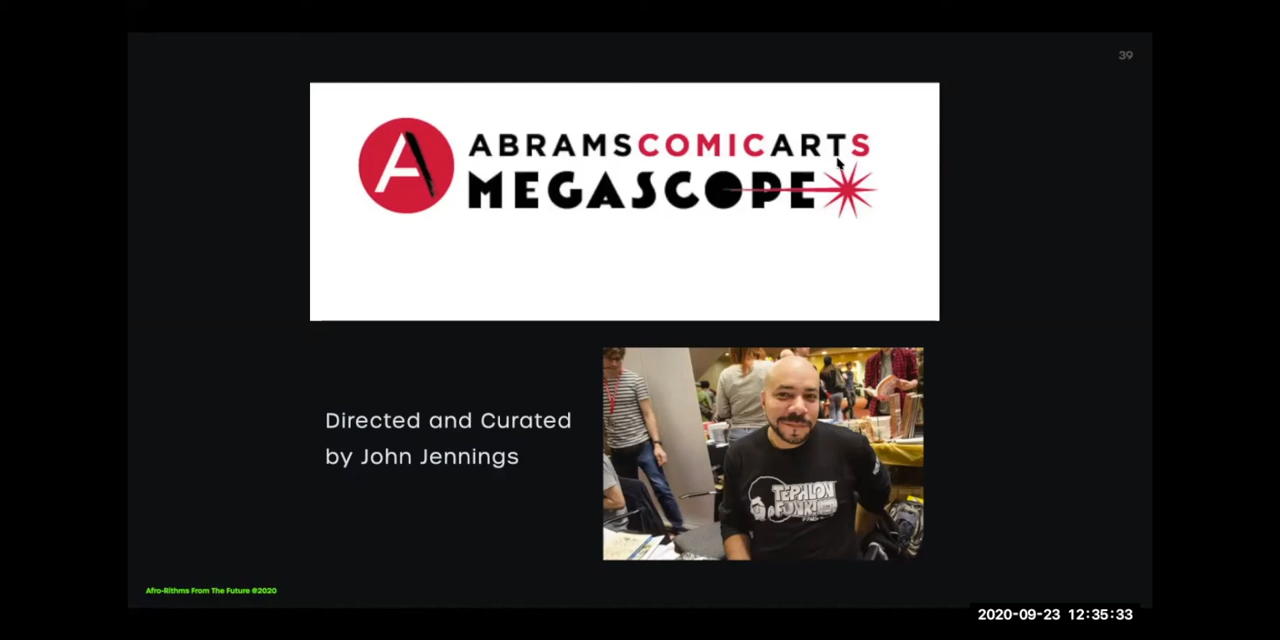 39
A
ABRAMSCOMICARTS
MEGASCOPE
Directed and Curated
by John Jennings
TEPHLON
FUNK!
Afro-Rithms From The Future ©2020
2020-09-23 12:35:33